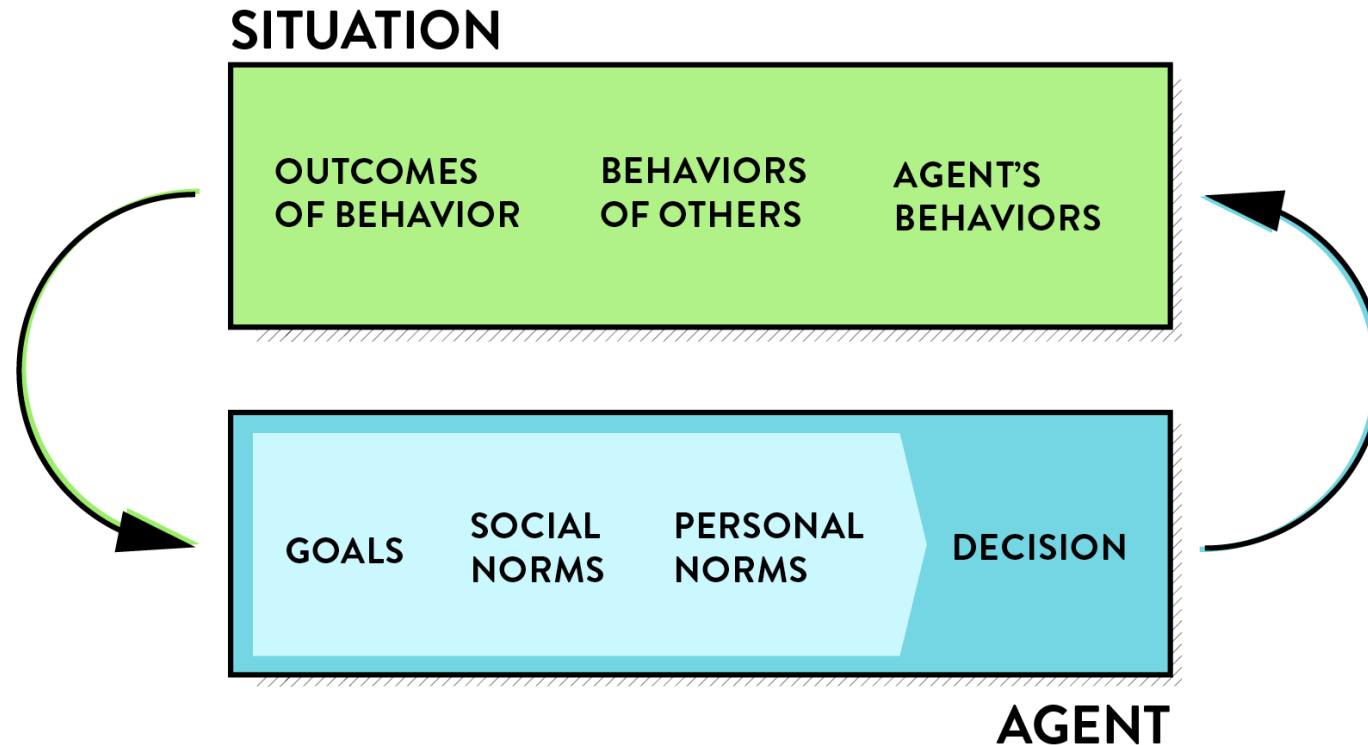 SITUATION
OUTCOMES
OF BEHAVIOR
BEHAVIORS
OF OTHERS
AGENT’S
BEHAVIORS
GOALS
SOCIAL
NORMS
PERSONAL
NORMS
DECISION
AGENT